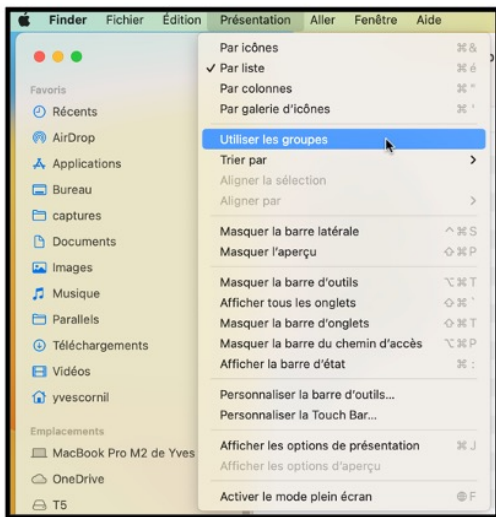 Finder Fichier Édition Présentation Aller Fenêtre Aide
Favoris
Récents
AirDrop
Applications
Bureau
captures
Documents
Images
Musique
Parallels
Téléchargements
Vidéos
yvescornil
Emplacements
MacBook Pro M2 de Yves
OneDrive
T5
Par icônes ⌘&
✓ Par liste ⌘é
Par colonnes ⌘"
Par galerie d'icônes ⌘'
Utiliser les groupes
Trier par >
Aligner la sélection
Aligner par >
Masquer la barre latérale ^⌘S
Masquer l'aperçu ⇧⌘P
Masquer la barre d'outils ⌥⌘T
Afficher tous les onglets ⇧⌘`
Masquer la barre d'onglets ⇧⌘T
Masquer la barre du chemin d'accès ⌥⌘P
Afficher la barre d'état ⌘:
Personnaliser la barre d'outils...
Personnaliser la Touch Bar...
Afficher les options de présentation ⌘J
Afficher les options d'aperçu
Activer le mode plein écran 🌐F